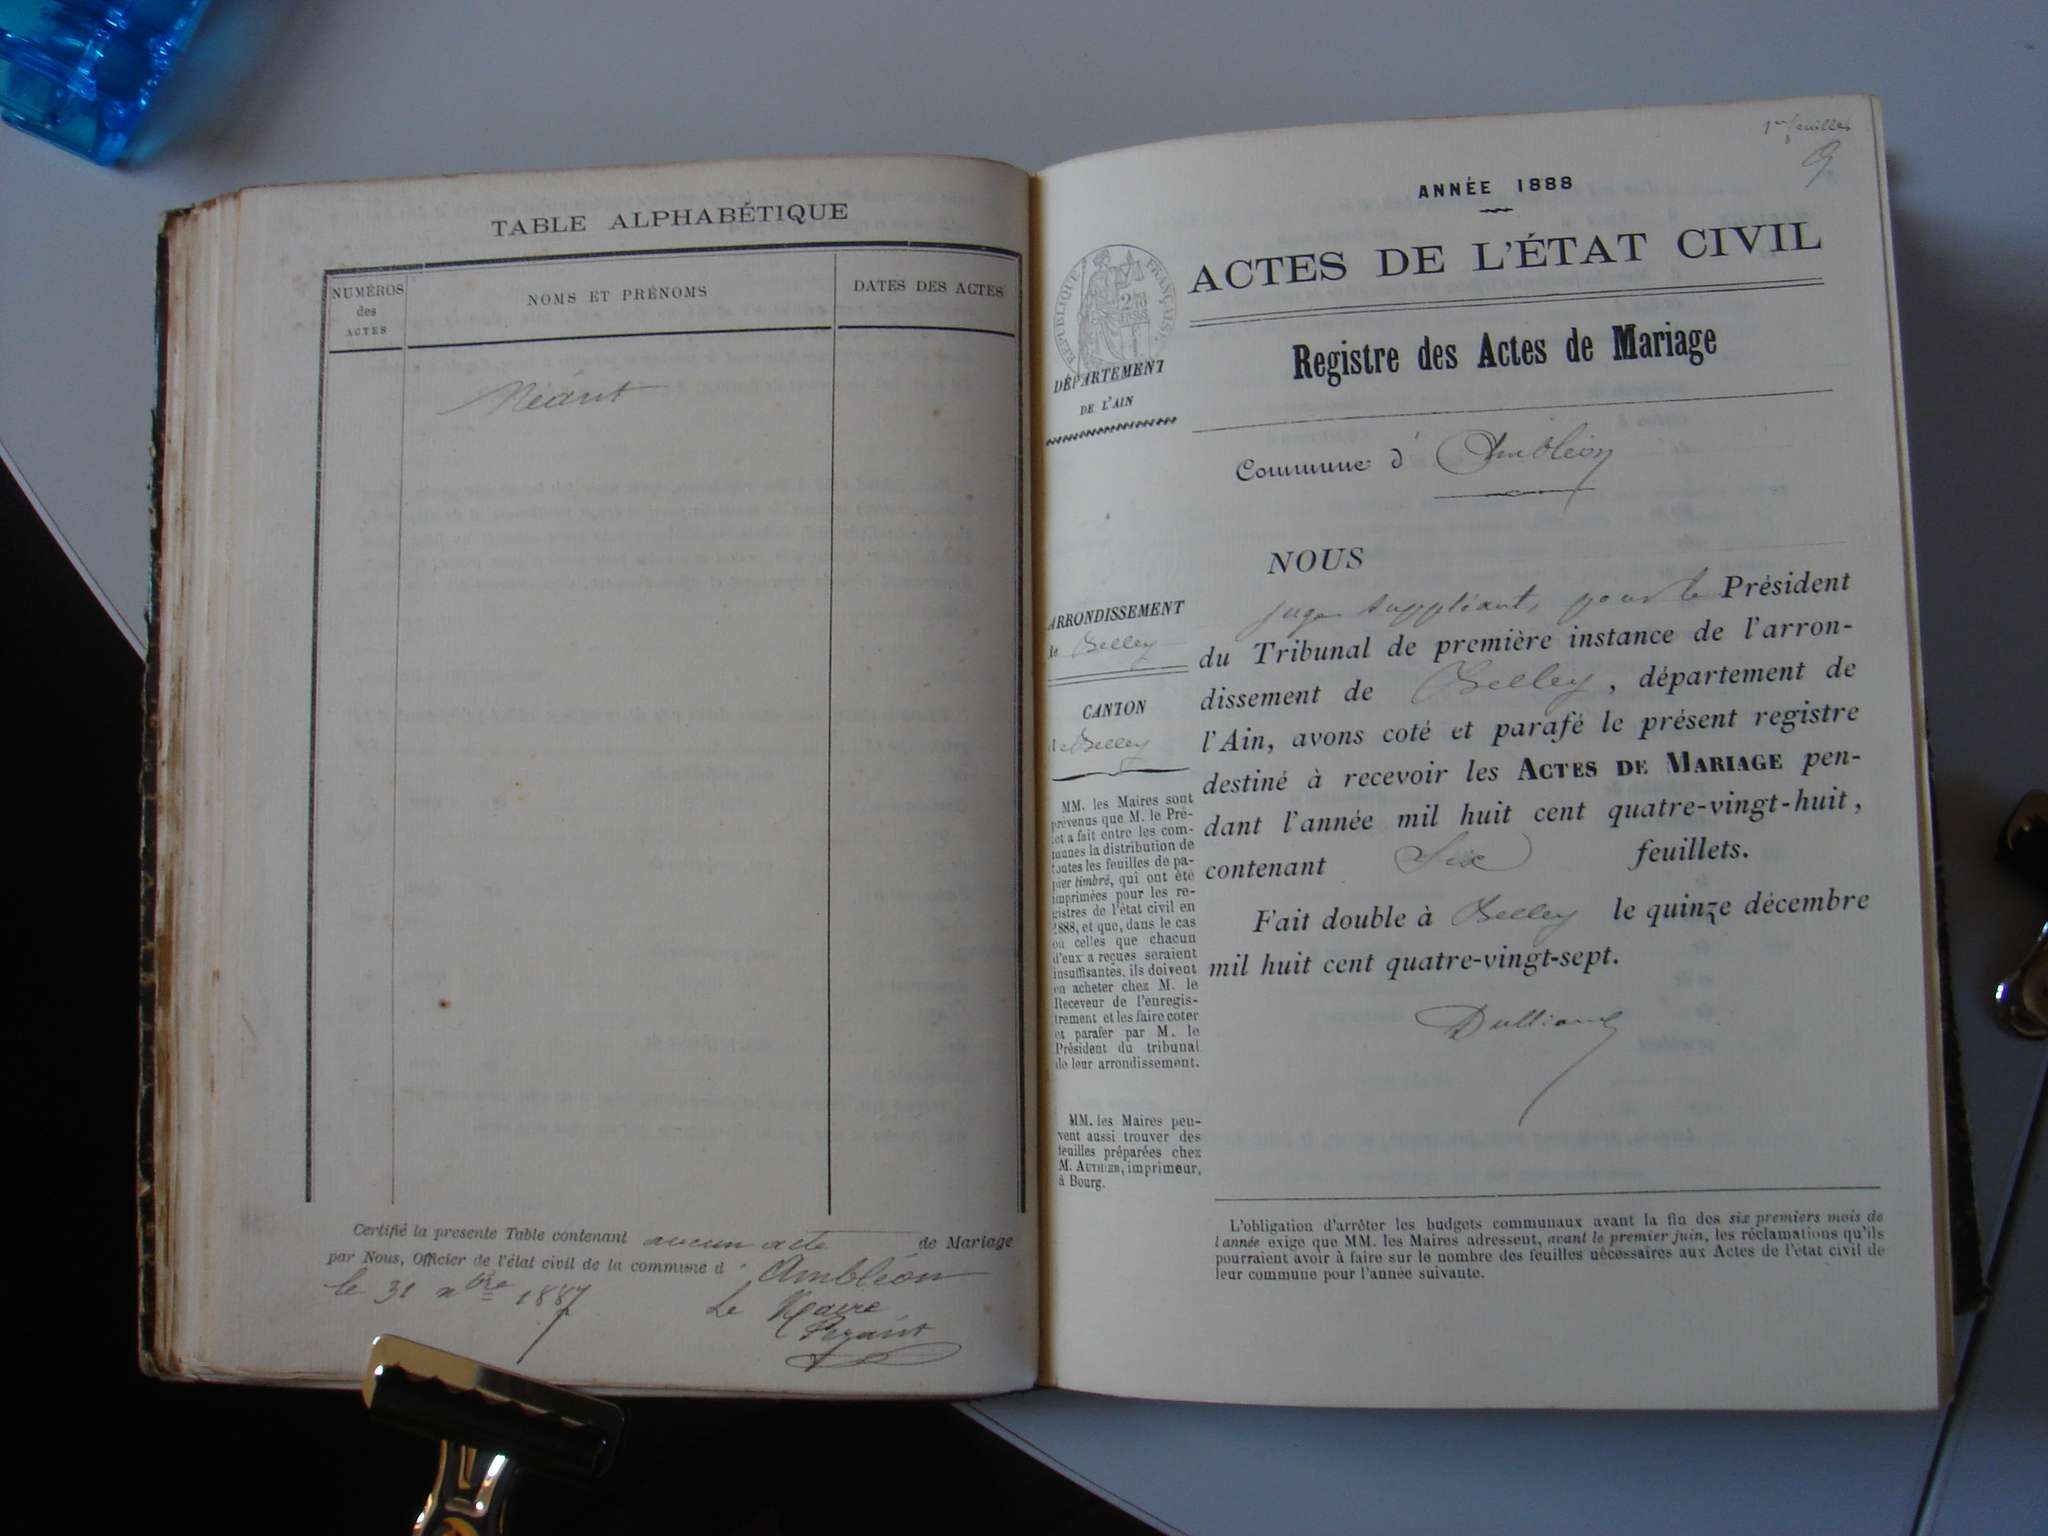 TABLE ALPHABÉTIQUE
NUMÉROS
des
ACTES
NOMS ET PRÉNOMS
DATES DES ACTES
Néant
Certifié la presente Table contenant aucun acte de Mariage
par Nous, Officier de l'état civil de la commune d' Ambléon
le 31 xbre 1887
Le Maire
1er feuillet
ANNÉE 1888
ACTES DE L'ÉTAT CIVIL
RÉPUBLIQUE FRANÇAISE
DÉPARTEMENT
DE L'AIN
Registre des Actes de Mariage
Commune d' Ambléon
ARRONDISSEMENT
de Belley
CANTON
de Belley
MM. les Maires sont
prévenus que M. le Pré-
fet a fait entre les com-
munes la distribution de
toutes les feuilles de pa-
pier timbré, qui ont été
imprimées pour les re-
gistres de l'état civil en
1888, et que, dans le cas
où celles que chacun
d'eux a reçues seraient
insuffisantes, ils doivent
en acheter chez M. le
Receveur de l'enregis-
trement et les faire coter
et parafer par M. le
Président du tribunal
de leur arrondissement.
MM. les Maires peu-
vent aussi trouver des
feuilles préparées chez
M. AUTHIER, imprimeur,
à Bourg.
NOUS
juge suppléant, pour le Président
du Tribunal de première instance de l'arron-
dissement de Belley, département de
l'Ain, avons coté et parafé le présent registre
destiné à recevoir les ACTES DE MARIAGE pen-
dant l'année mil huit cent quatre-vingt-huit,
contenant Six feuillets.
Fait double à Belley le quinze décembre
mil huit cent quatre-vingt-sept.
L'obligation d'arrêter les budgets communaux avant la fin des six premiers mois de
l'année exige que MM. les Maires adressent, avant le premier juin, les réclamations qu'ils
pourraient avoir à faire sur le nombre des feuilles nécessaires aux Actes de l'état civil de
leur commune pour l'année suivante.